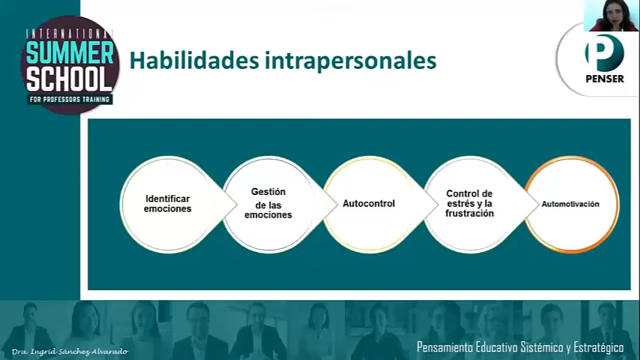 INTERNATIONAL
SUMMER
SCHOOL
FOR PROFESSORS TRAINING
Habilidades intrapersonales
P
PENSER
Identificar
emociones
Gestión
de las
emociones
Autocontrol
Control de
estrés y la
frustración
Automotivación
Dra. Ingrid Sánchez Alvarado
Pensamiento Educativo Sistémico y Estratégico